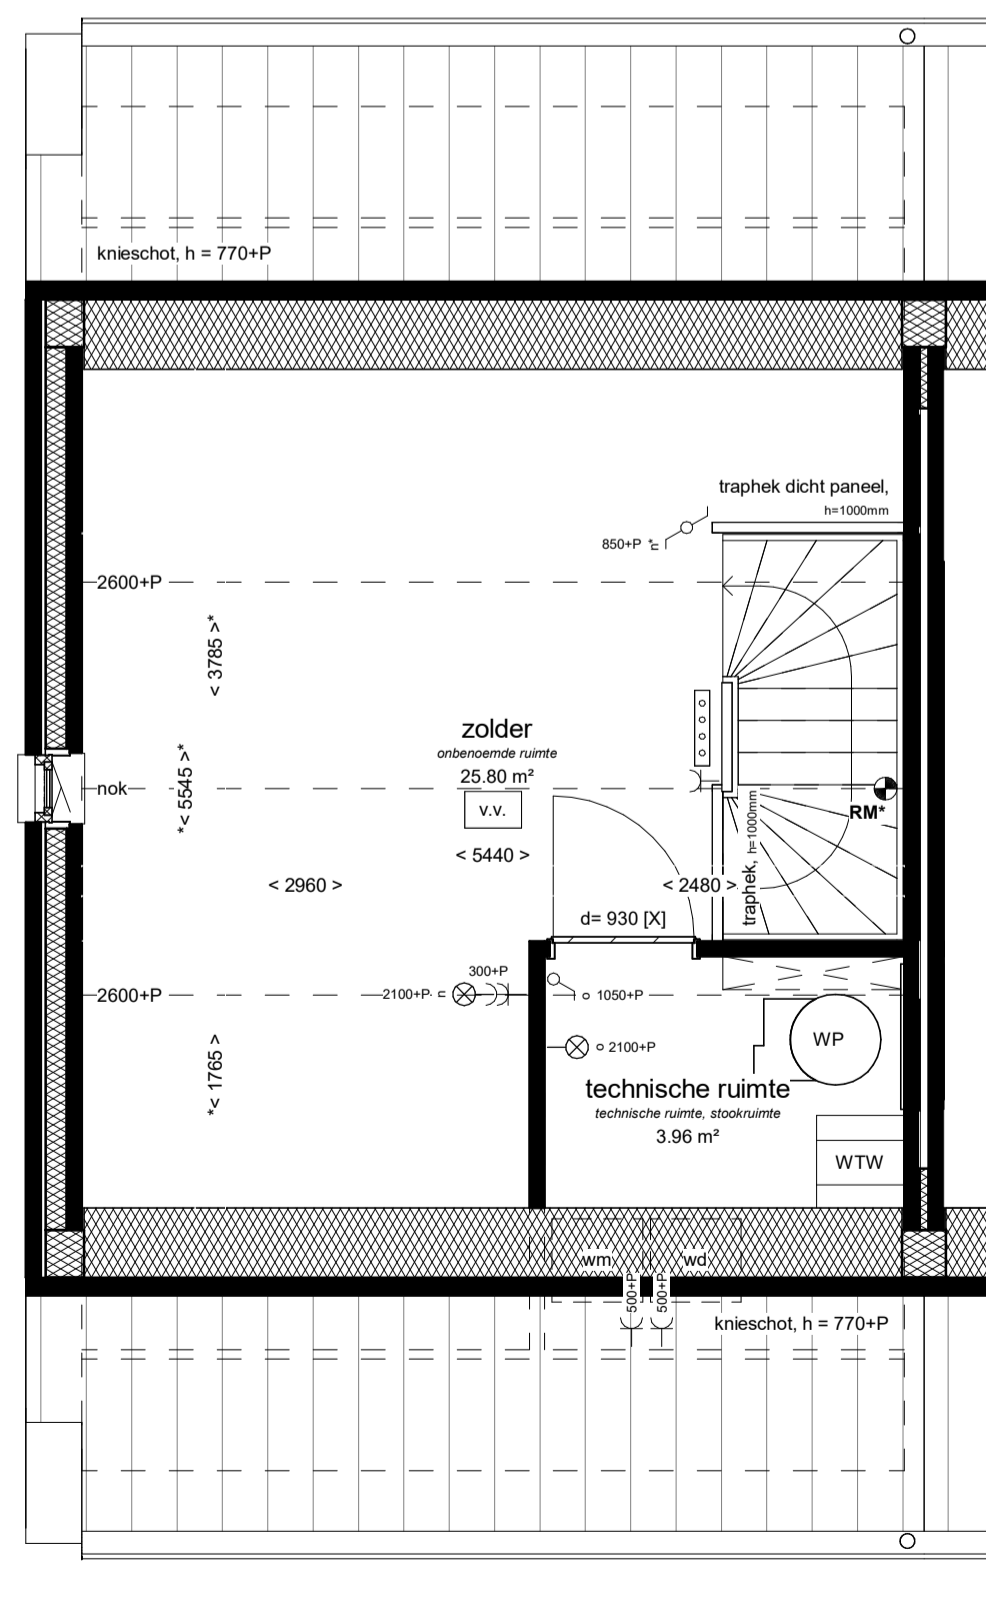 knieschot, h = 770+P
traphek dicht paneel,
h=1000mm
850+P
2600+P
*< 3785 >*
zolder
onbenoemde ruimte
25.80 m²
*< 5545 >*
nok
v.v.
RM*
traphek, h=1000mm
< 5440 >
< 2960 >
< 2480 >
d= 930 [X]
300+P
2100+P
2600+P
1050+P
WP
2100+P
*< 1765 >*
technische ruimte
technische ruimte, stookruimte
3.96 m²
WTW
wm
wd
500+P
500+P
knieschot, h = 770+P